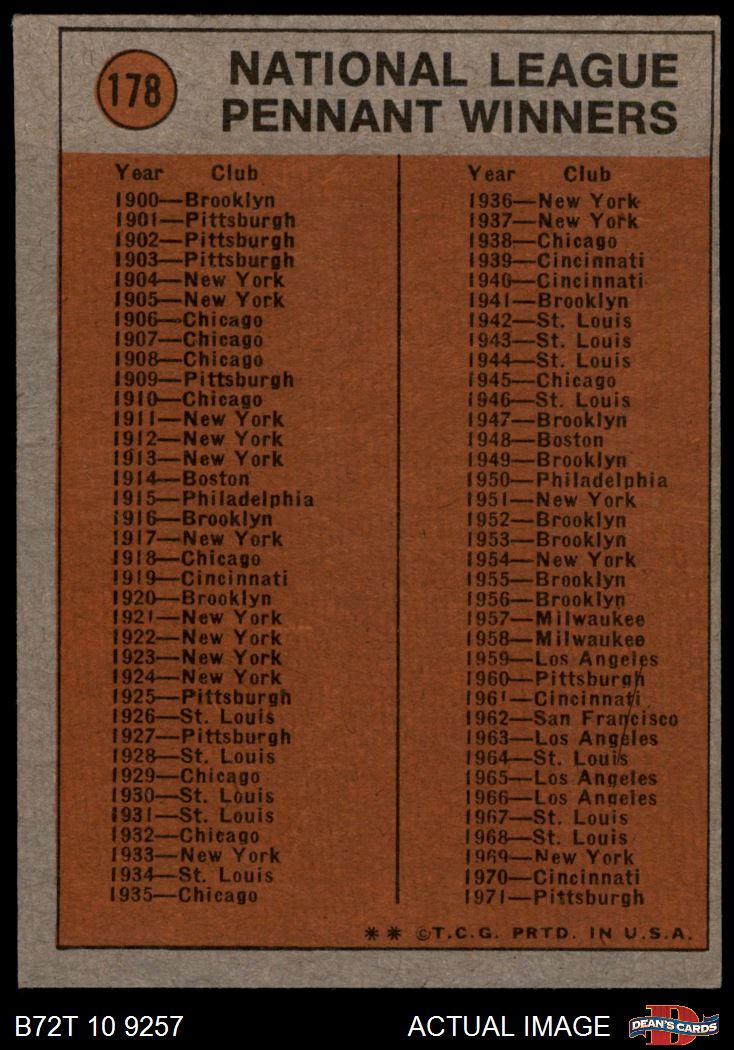 178
NATIONAL LEAGUE
PENNANT WINNERS
Year Club
1900—Brooklyn
1901—Pittsburgh
1902—Pittsburgh
1903—Pittsburgh
1904—New York
1905—New York
1906—Chicago
1907—Chicago
1908—Chicago
1909—Pittsburgh
1910—Chicago
1911—New York
1912—New York
1913—New York
1914—Boston
1915—Philadelphia
1916—Brooklyn
1917—New York
1918—Chicago
1919—Cincinnati
1920—Brooklyn
1921—New York
1922—New York
1923—New York
1924—New York
1925—Pittsburgh
1926—St. Louis
1927—Pittsburgh
1928—St. Louis
1929—Chicago
1930—St. Louis
1931—St. Louis
1932—Chicago
1933—New York
1934—St. Louis
1935—Chicago
Year Club
1936—New York
1937—New York
1938—Chicago
1939—Cincinnati
1940—Cincinnati
1941—Brooklyn
1942—St. Louis
1943—St. Louis
1944—St. Louis
1945—Chicago
1946—St. Louis
1947—Brooklyn
1948—Boston
1949—Brooklyn
1950—Philadelphia
1951—New York
1952—Brooklyn
1953—Brooklyn
1954—New York
1955—Brooklyn
1956—Brooklyn
1957—Milwaukee
1958—Milwaukee
1959—Los Angeles
1960—Pittsburgh
1961—Cincinnati
1962—San Francisco
1963—Los Angeles
1964—St. Louis
1965—Los Angeles
1966—Los Angeles
1967—St. Louis
1968—St. Louis
1969—New York
1970—Cincinnati
1971—Pittsburgh
** ©T.C.G. PRTD. IN U.S.A.
B72T 10 9257
ACTUAL IMAGE
DEAN'S CARDS